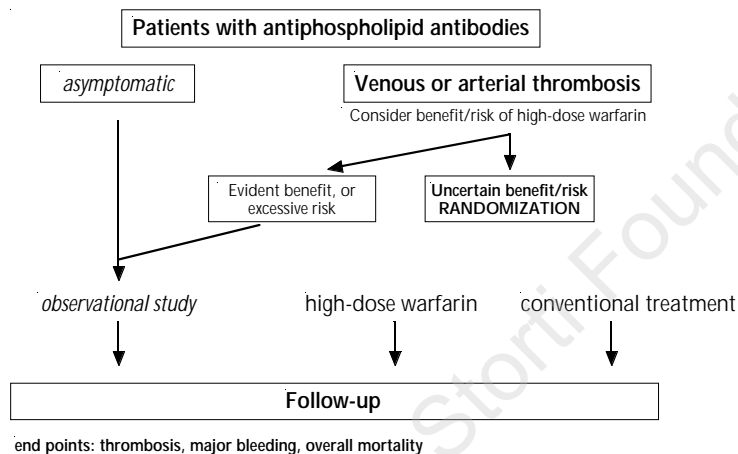 Patients with antiphospholipid antibodies
asymptomatic
Venous or arterial thrombosis
Consider benefit/risk of high-dose warfarin
Evident benefit, or
excessive risk
Uncertain benefit/risk
RANDOMIZATION
observational study
high-dose warfarin
conventional treatment
Follow-up
end points: thrombosis, major bleeding, overall mortality
Storti